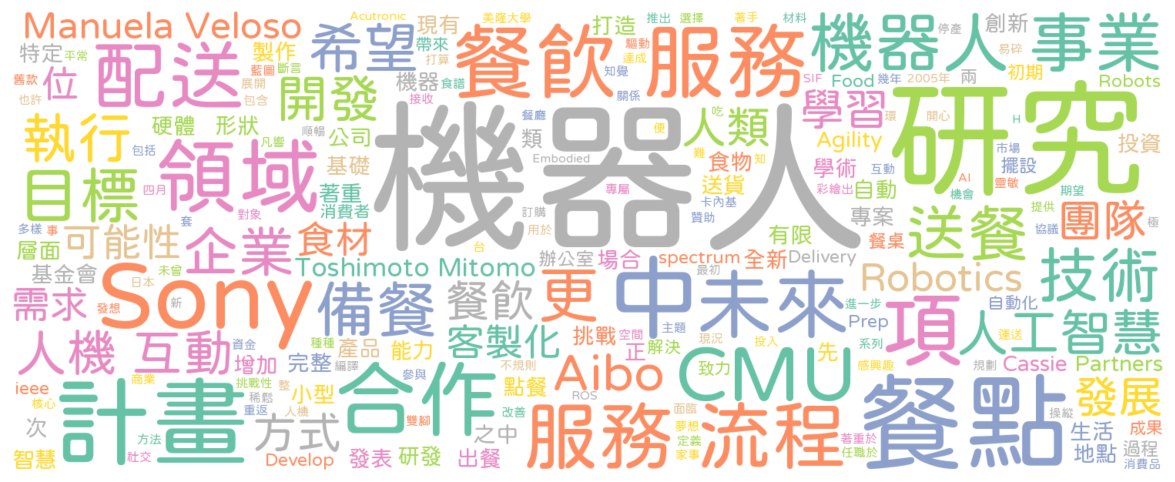 Manuela Veloso
Acutronic
美隆大學
現有
打造
推出
選擇
著手
材料
停產
創新
特定
製作
希望
帶來
打算
驅動
達成
易碎
機器人事業
餐飲服務
舊款
藍圖
斷言
知覺
SIF
Food
幾年
2005年
兩
初期
Robots
也許
位
配送
展開
包含
開發
機器
食譜
接收
關係
學習
環
開心
H
研究
執行
硬體
形狀
順暢
公司
餐廳
吃
便
人類
Agility
市場
擺設
投資
凡響
包括
類
Embodied
難
知
食物
學術
互動
AI
靈敏
基礎
專屬
送貨
彩繪出
自動
機會
期望
領域
機器人
目標
四月
對象
著重
消費者
訂購
用於
卡內基
贊助
專案
送餐
提供
協議
極
團隊
多樣
事
套
層面
可能性
企業
食材
台
有限
餐桌
基金會
未曾
日本
Toshimoto Mitomo
辦公室
場合
spectrum
全新
Delivery
Robotics
技術
發想
新
最初
需求
Sony
備餐
餐飲
更
中
未來
進一步
自動化
種種
資金
空間
主題
Prep
項
運送
人工智慧
人機
互動
增加
完整
產品
編譯
能力
客製化
挑戰
正
解決
現況
投入
系列
感興趣
規劃
Cassie
Partners
ieee
商業
挑戰性
整
參與
不規則
Aibo
致力
CMU
先
核心
稀鬆
重返
人機
小型
點餐
ROS
發展
計畫
合作
雙腳
改善
面臨
夢想
操縱
次
方式
之中
服務流程
定義
餐點
著重於
生活
成果
智慧
方法
社交
Develop
發表
研發
出餐
家事
任職於
地點
過程
消費品
平常